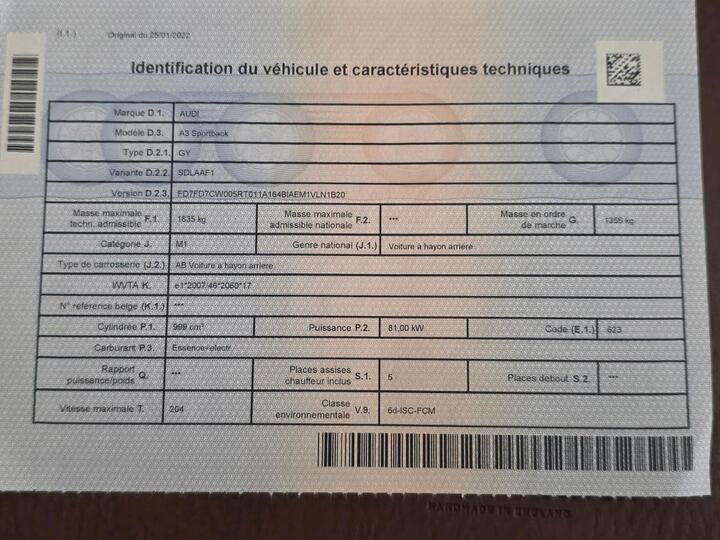 (I.1.) Original du 25/01/2022
Identification du véhicule et caractéristiques techniques
Marque D.1. AUDI
Modèle D.3. A3 Sportback
Type D.2.1. GY
Variante D.2.2. SDLAAF1
Version D.2.3. FD7FD7CW005RT011A164BIAEM1VLN1B20
Masse maximale techn. admissible F.1. 1835 kg Masse maximale admissible nationale F.2. *** Masse en ordre de marche G. 1355 kg
Catégorie J. M1 Genre national (J.1.) Voiture à hayon arrière
Type de carrosserie (J.2.) AB Voiture à hayon arrière
WVTA K. e1*2007/46*2060*17
N° référence belge (K.1.) ***
Cylindrée P.1. 999 cm³ Puissance P.2. 81,00 kW Code (E.1.) 623
Carburant P.3. Essence+électr.
Rapport puissance/poids Q. *** Places assises chauffeur inclus S.1. 5 Places debout S.2. ***
Vitesse maximale T. 204 Classe environnementale V.9. 6d-ISC-FCM
HANDMADE IN ENGLAND